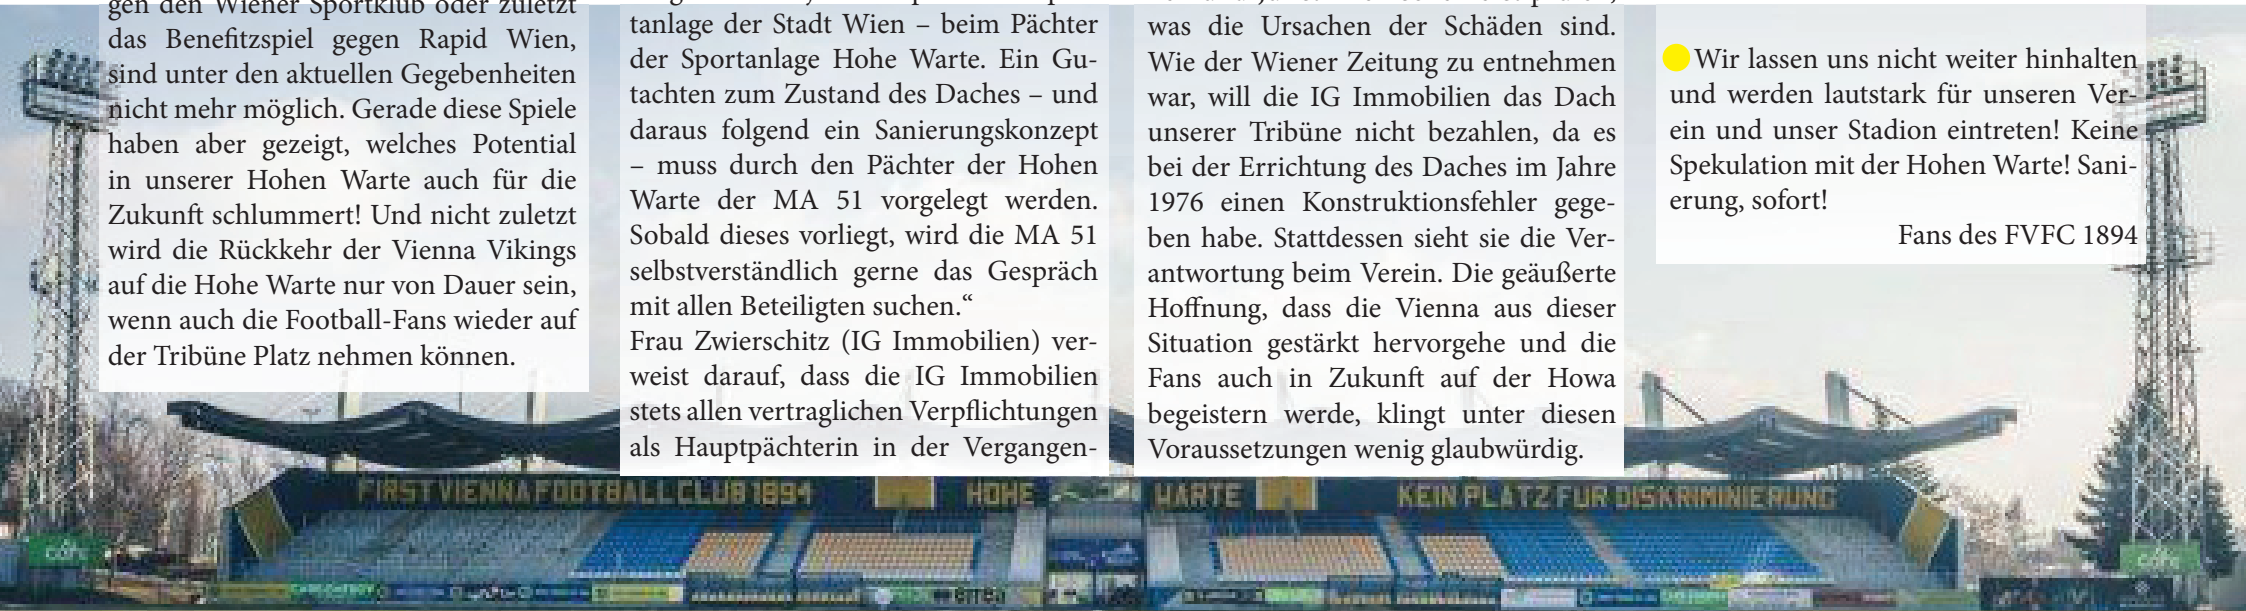 gen den Wiener Sportklub oder zuletzt
das Benefitzspiel gegen Rapid Wien,
sind unter den aktuellen Gegebenheiten
nicht mehr möglich. Gerade diese Spiele
haben aber gezeigt, welches Potential
in unserer Hohen Warte auch für die
Zukunft schlummert! Und nicht zuletzt
wird die Rückkehr der Vienna Vikings
auf die Hohe Warte nur von Dauer sein,
wenn auch die Football-Fans wieder auf
der Tribüne Platz nehmen können.
tanlage der Stadt Wien – beim Pächter
der Sportanlage Hohe Warte. Ein Gu-
tachten zum Zustand des Daches – und
daraus folgend ein Sanierungskonzept
– muss durch den Pächter der Hohen
Warte der MA 51 vorgelegt werden.
Sobald dieses vorliegt, wird die MA 51
selbstverständlich gerne das Gespräch
mit allen Beteiligten suchen.“
Frau Zwierschitz (IG Immobilien) ver-
weist darauf, dass die IG Immobilien
stets allen vertraglichen Verpflichtungen
als Hauptpächterin in der Vergangen-
was die Ursachen der Schäden sind.
Wie der Wiener Zeitung zu entnehmen
war, will die IG Immobilien das Dach
unserer Tribüne nicht bezahlen, da es
bei der Errichtung des Daches im Jahre
1976 einen Konstruktionsfehler gege-
ben habe. Stattdessen sieht sie die Ver-
antwortung beim Verein. Die geäußerte
Hoffnung, dass die Vienna aus dieser
Situation gestärkt hervorgehe und die
Fans auch in Zukunft auf der Howa
begeistern werde, klingt unter diesen
Voraussetzungen wenig glaubwürdig.
Wir lassen uns nicht weiter hinhalten
und werden lautstark für unseren Ver-
ein und unser Stadion eintreten! Keine
Spekulation mit der Hohen Warte! Sani-
erung, sofort!
Fans des FVFC 1894
FIRST VIENNA FOOTBALL CLUB 1894 HOHE WARTE KEIN PLATZ FÜR DISKRIMINIERUNG